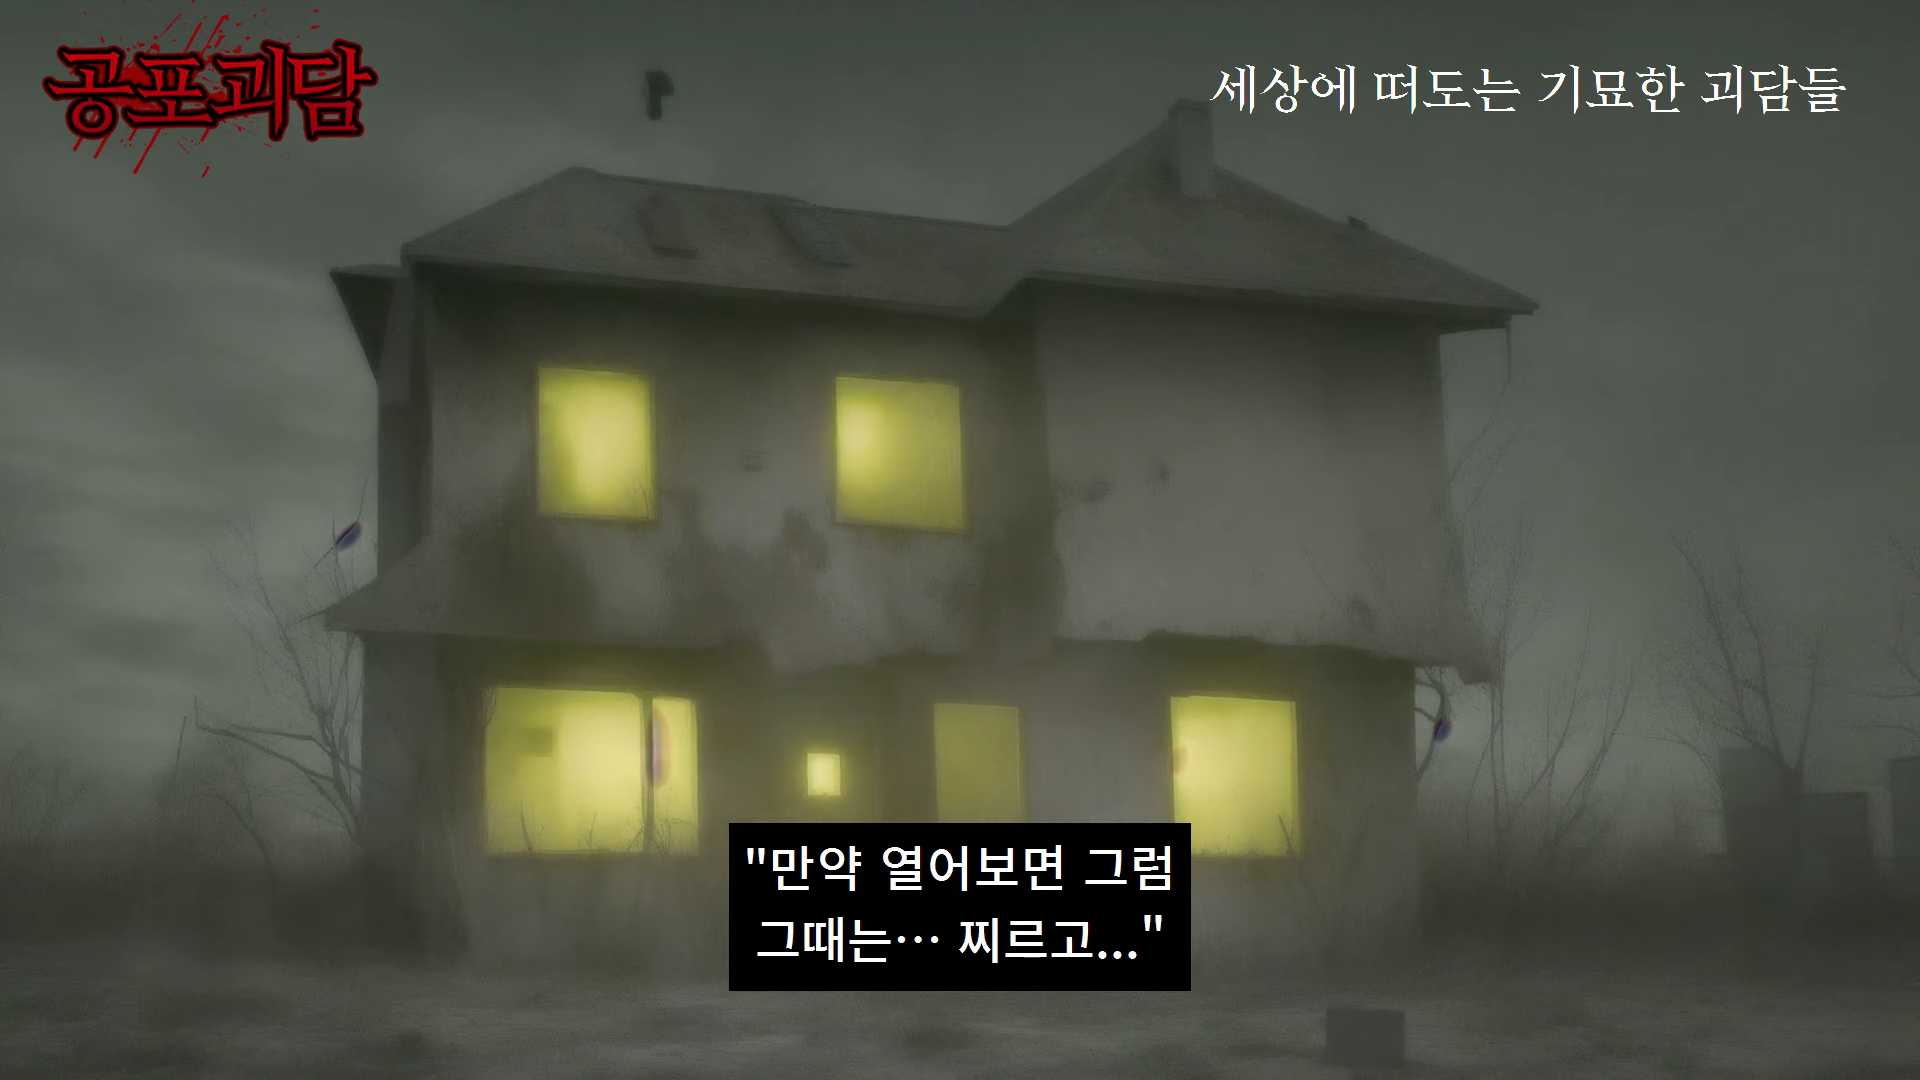 공포괴담
세상에 떠도는 기묘한 괴담들
"만약 열어보면 그럼
그때는… 찌르고..."